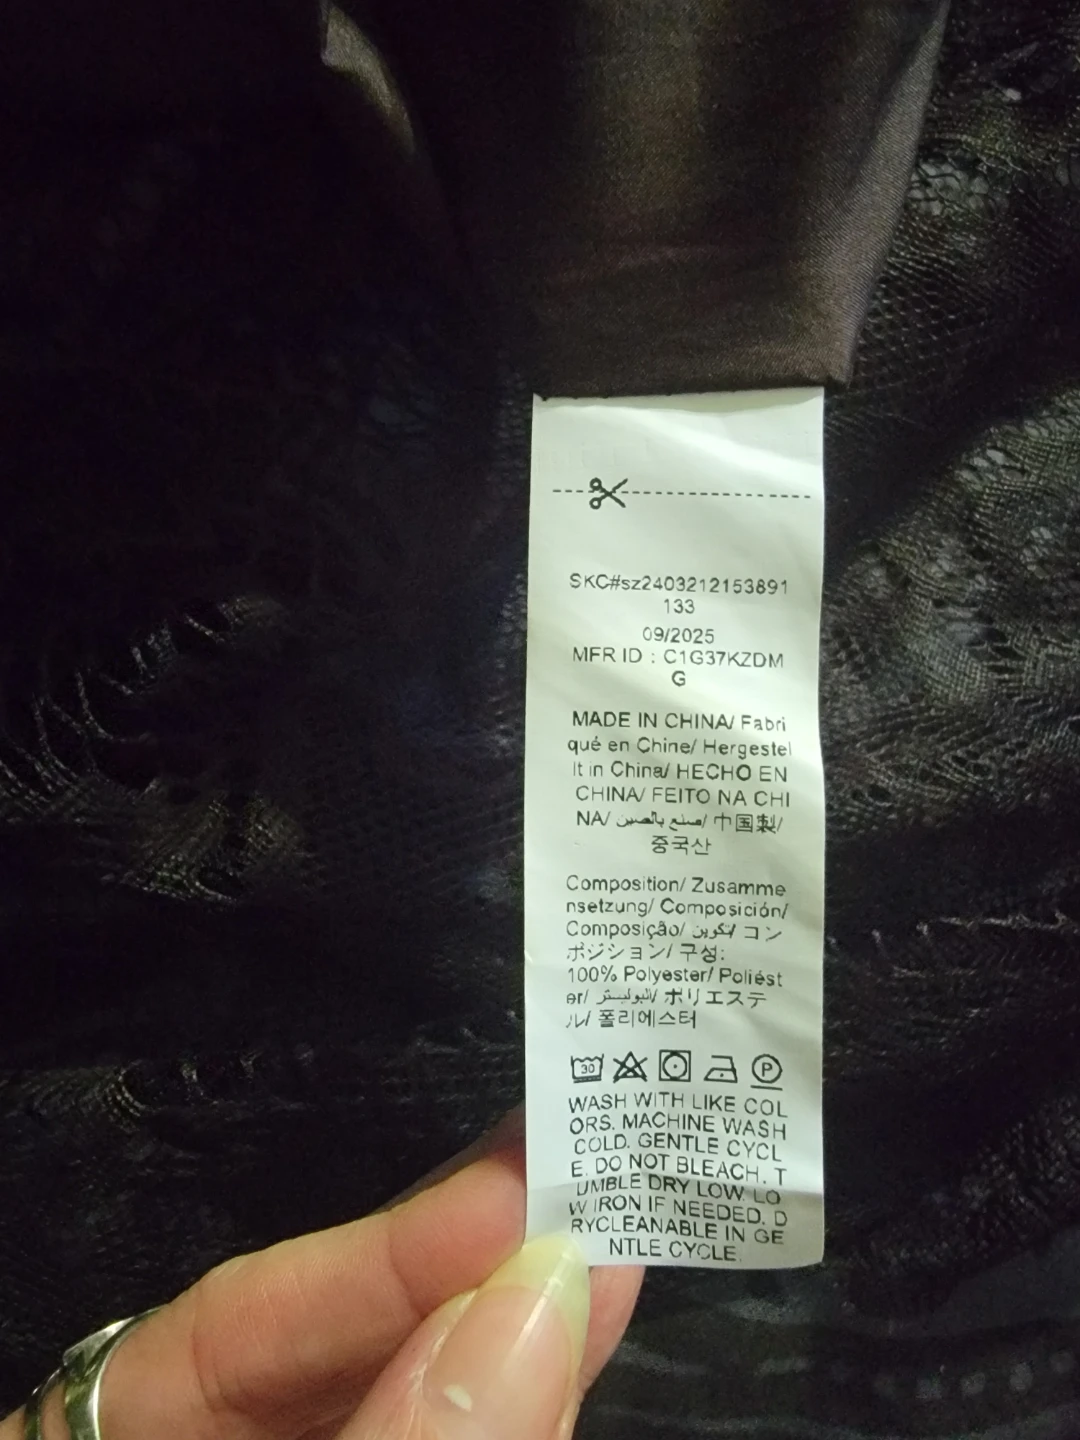 SKC#sz2403212153891
133
09/2025
MFR ID : C1G37KZDM
G
MADE IN CHINA/ Fabri
qué en Chine/ Hergestel
lt in China/ HECHO EN
CHINA/ FEITO NA CHI
NA/ صنع بالصين/ 中国製/
중국산
Composition/ Zusamme
nsetzung/ Composición/
Composição/ تكوين/ コン
ポジション/ 구성:
100% Polyester/ Poliést
er/ البوليستر/ ポリエステ
ル/ 폴리에스터
30
P
WASH WITH LIKE COL
ORS. MACHINE WASH
COLD. GENTLE CYCL
E. DO NOT BLEACH. T
UMBLE DRY LOW. LO
W IRON IF NEEDED. D
RYCLEANABLE IN GE
NTLE CYCLE.